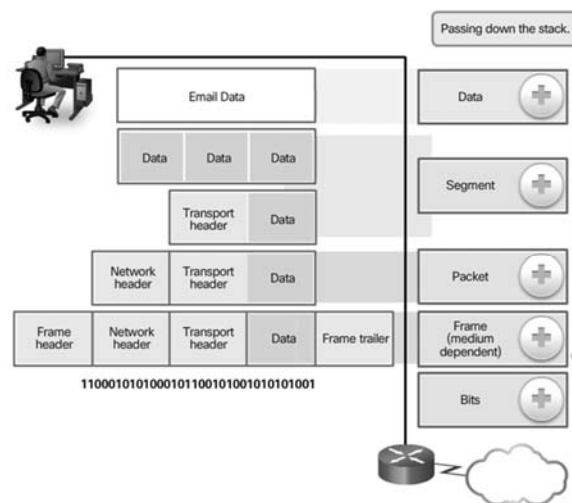 Passing down the stack.
Email Data
Data
Data Data Data
Segment
Transport header Data
Network header Transport header Data
Packet
Frame header Network header Transport header Data Frame trailer
Frame (medium dependent)
1100010101000101100101001010101001
Bits